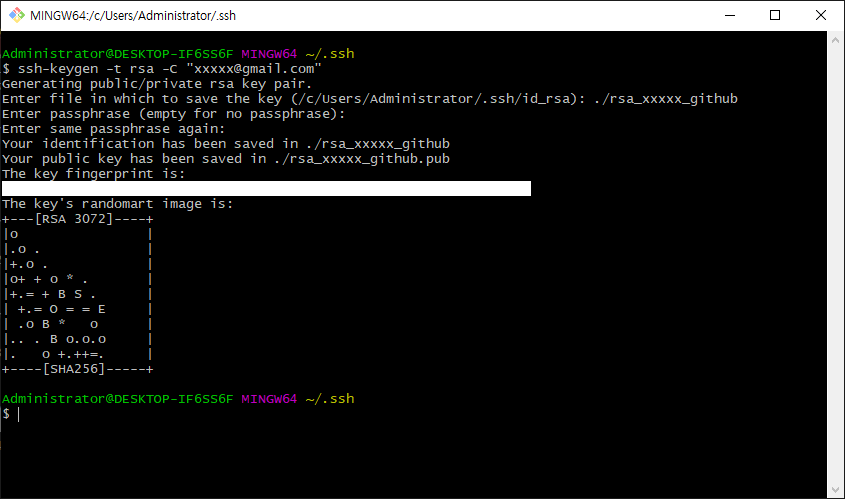 MINGW64:/c/Users/Administrator/.ssh
Administrator@DESKTOP-IF6SS6F MINGW64 ~/.ssh
$ ssh-keygen -t rsa -C "xxxxx@gmail.com"
Generating public/private rsa key pair.
Enter file in which to save the key (/c/Users/Administrator/.ssh/id_rsa): ./rsa_xxxxx_github
Enter passphrase (empty for no passphrase):
Enter same passphrase again:
Your identification has been saved in ./rsa_xxxxx_github
Your public key has been saved in ./rsa_xxxxx_github.pub
The key fingerprint is:
The key's randomart image is:
+---[RSA 3072]----+
|o                |
|.o .             |
|+.o .            |
|o+ + o * .       |
|+.= + B S .      |
| +.= O = = E     |
| .o B *   o      |
|.. . B o.o.o     |
|.   o +.++=.     |
+----[SHA256]-----+
Administrator@DESKTOP-IF6SS6F MINGW64 ~/.ssh
$